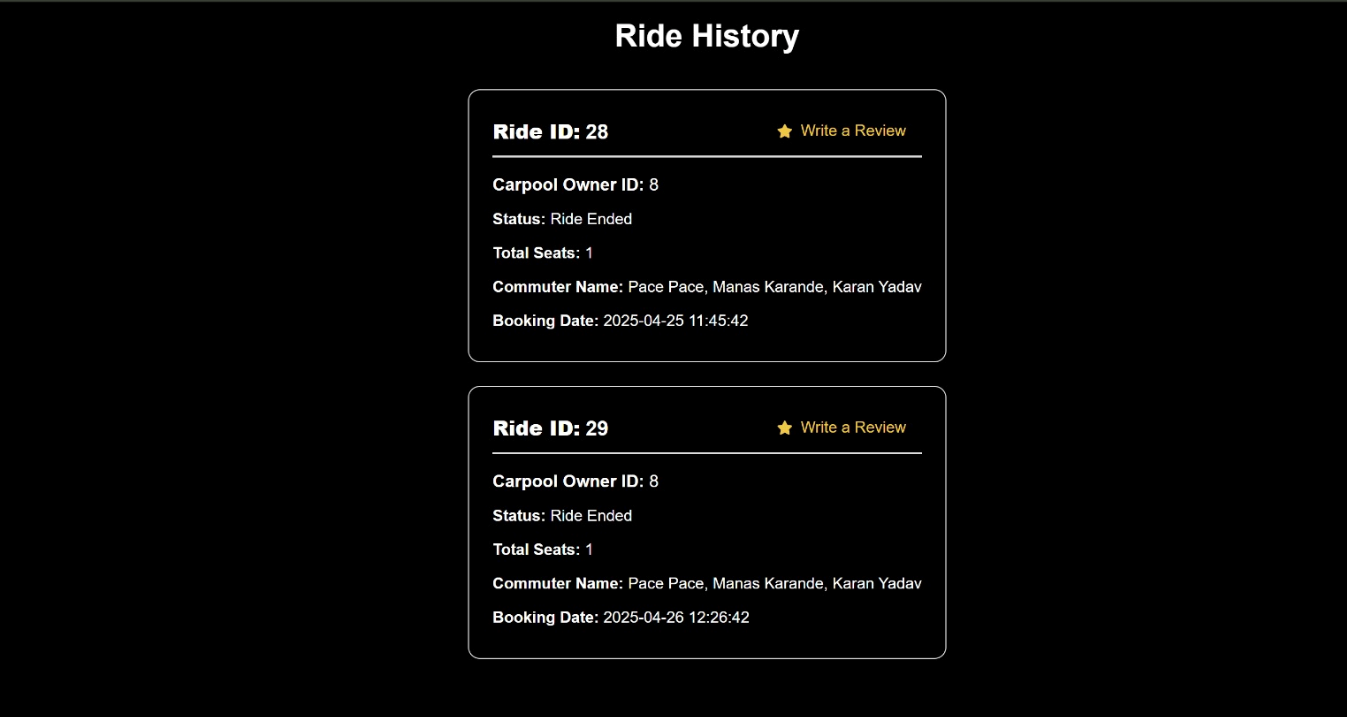 Ride History
Ride ID: 28
Write a Review
Carpool Owner ID: 8
Status: Ride Ended
Total Seats: 1
Commuter Name: Pace Pace, Manas Karande, Karan Yadav
Booking Date: 2025-04-25 11:45:42
Ride ID: 29
Write a Review
Carpool Owner ID: 8
Status: Ride Ended
Total Seats: 1
Commuter Name: Pace Pace, Manas Karande, Karan Yadav
Booking Date: 2025-04-26 12:26:42